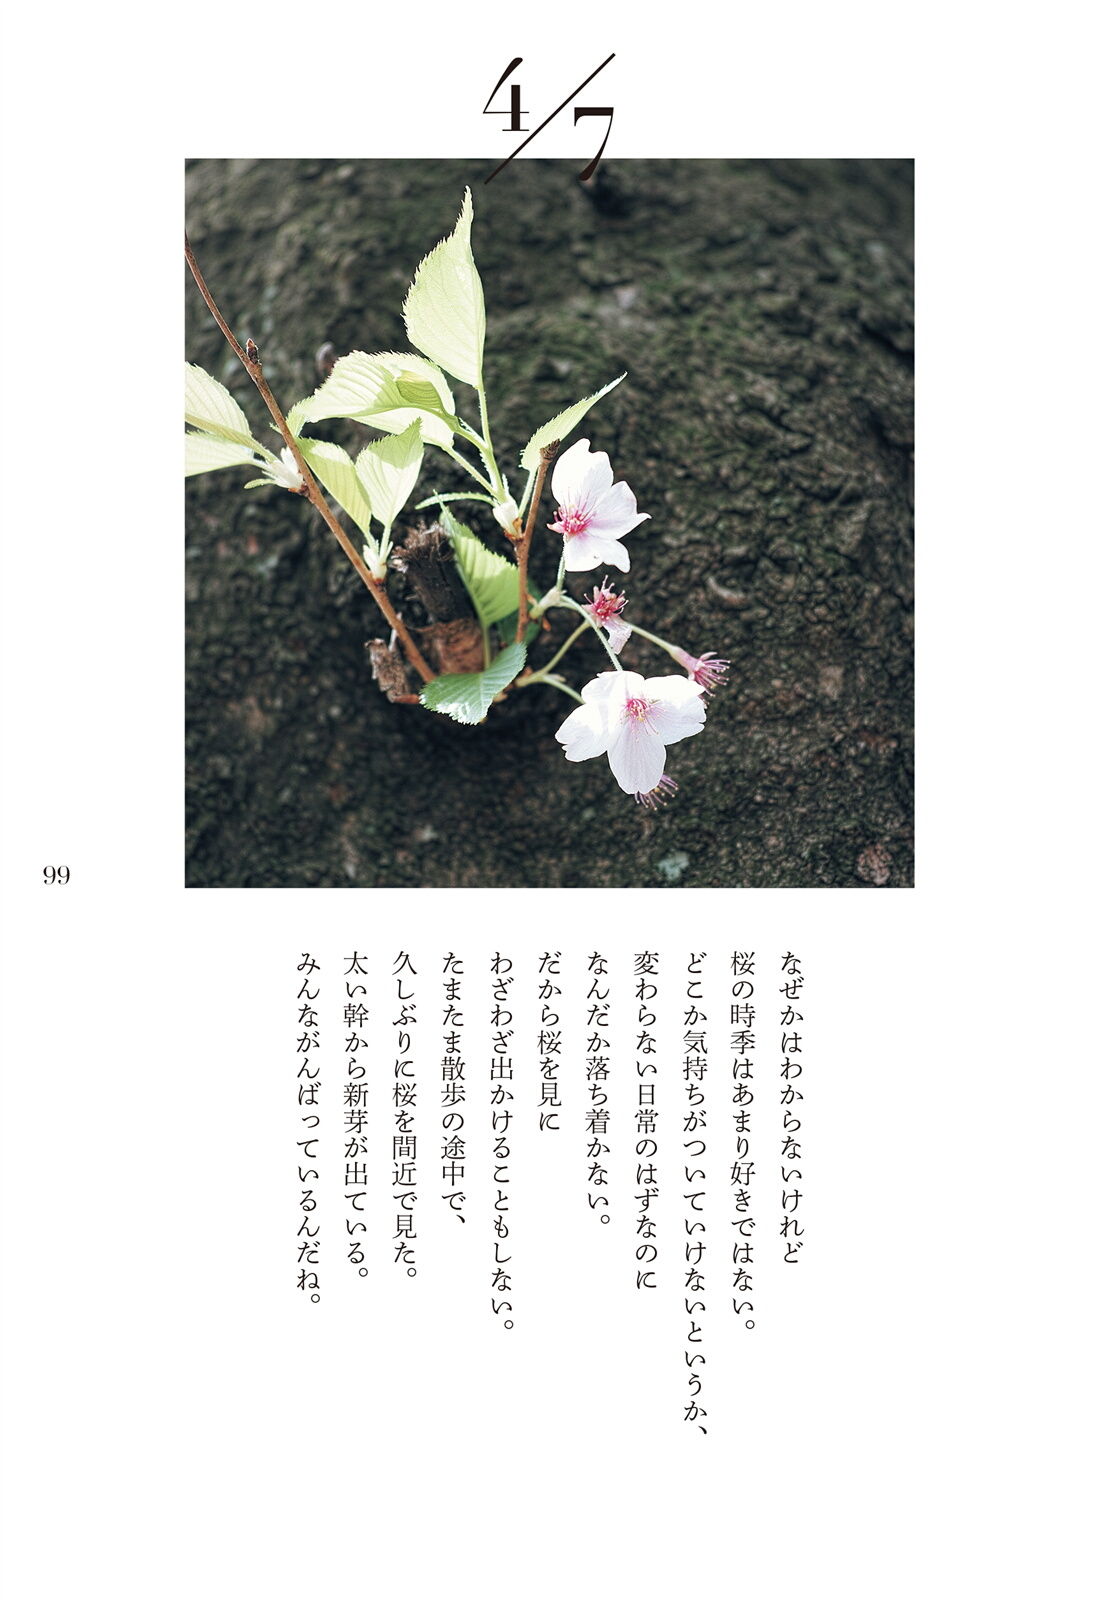 4/7
なぜかはわからないけれど
桜の時季はあまり好きではない。
どこか気持ちがついていけないというか、
変わらない日常のはずなのに
なんだか落ち着かない。
だから桜を見に
わざわざ出かけることもしない。
たまたま散歩の途中で、
久しぶりに桜を間近で見た。
太い幹から新芽が出ている。
みんながんばっているんだね。
99